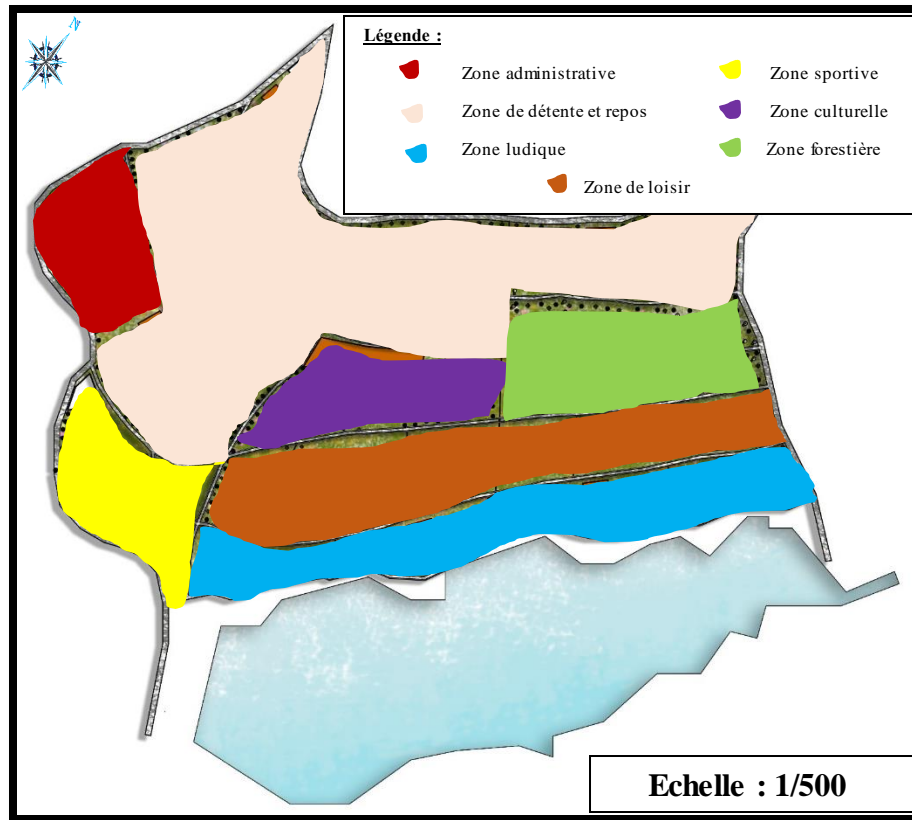 N
Légende :
Zone administrative
Zone sportive
Zone de détente et repos
Zone culturelle
Zone ludique
Zone forestière
Zone de loisir
Echelle : 1/500